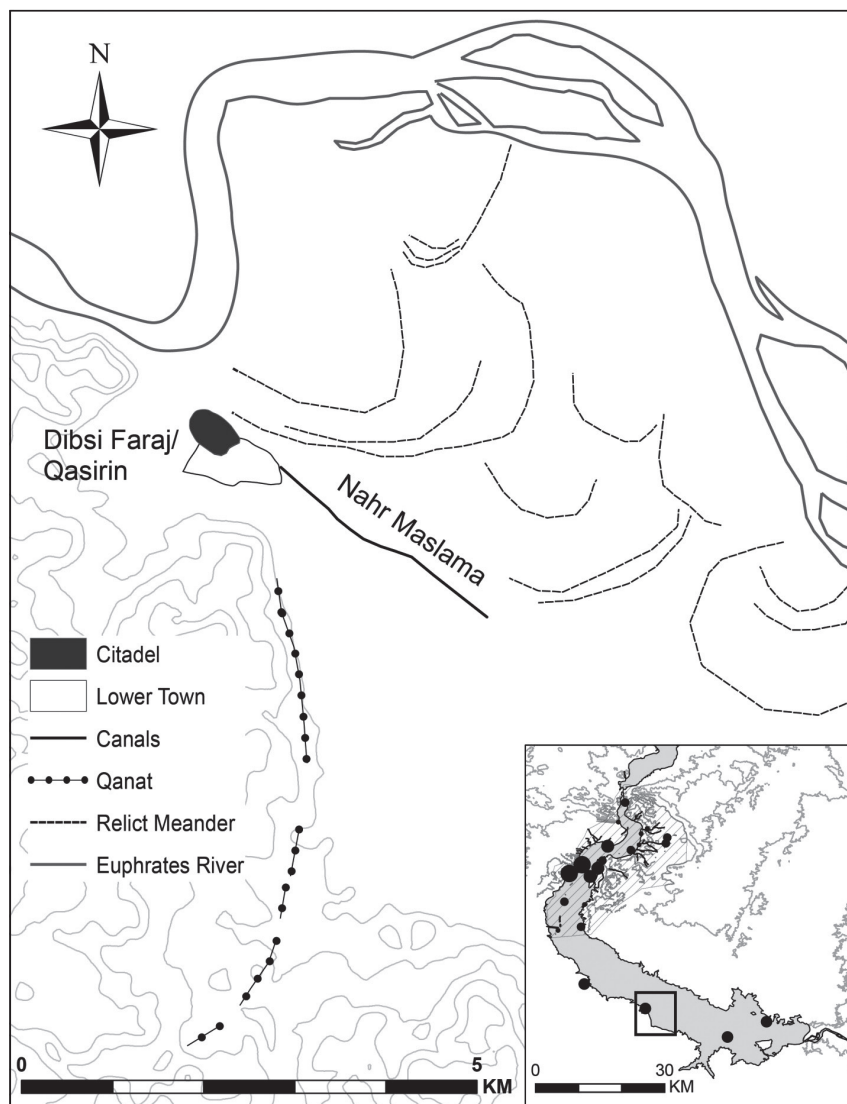 N
Dibsi Faraj/
Qasirin
Nahr Maslama
Citadel
Lower Town
Canals
Qanat
Relict Meander
Euphrates River
0 5
KM
0 30
KM